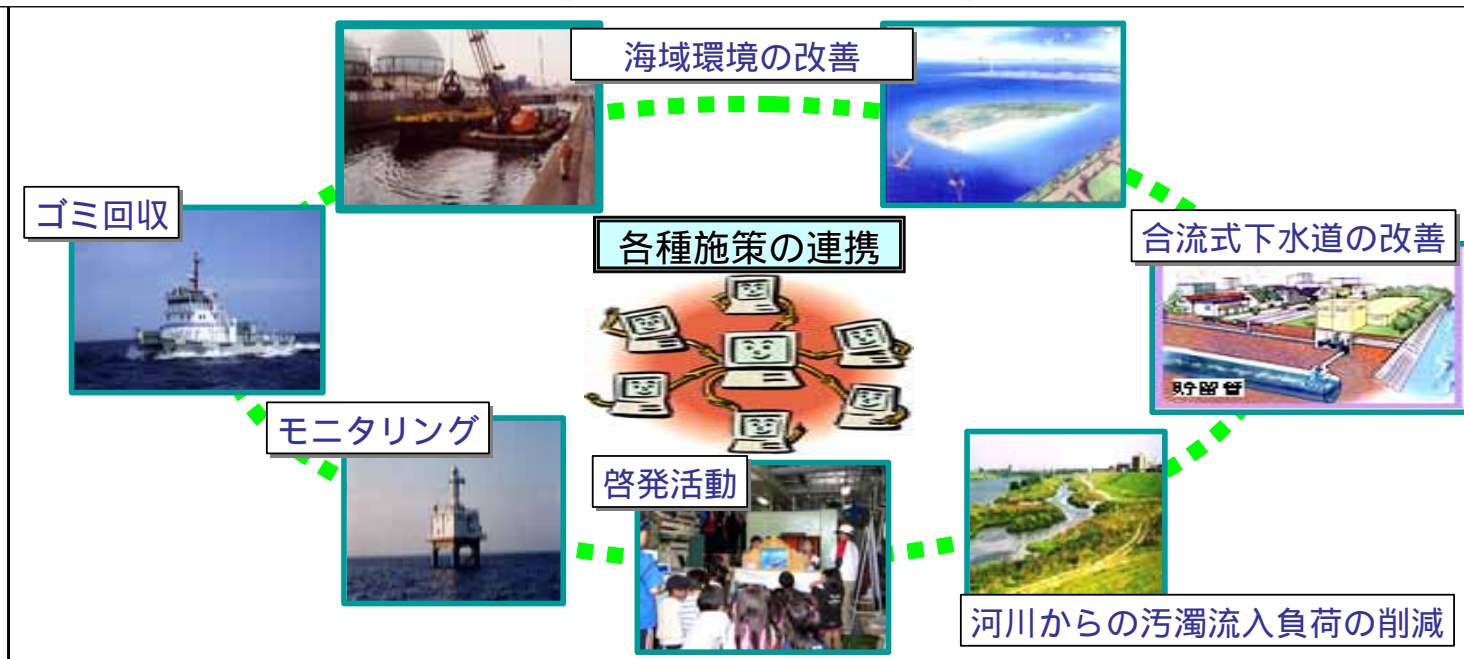 海域環境の改善
ゴミ回収
各種施策の連携
合流式下水道の改善
貯留管
モニタリング
啓発活動
河川からの汚濁流入負荷の削減